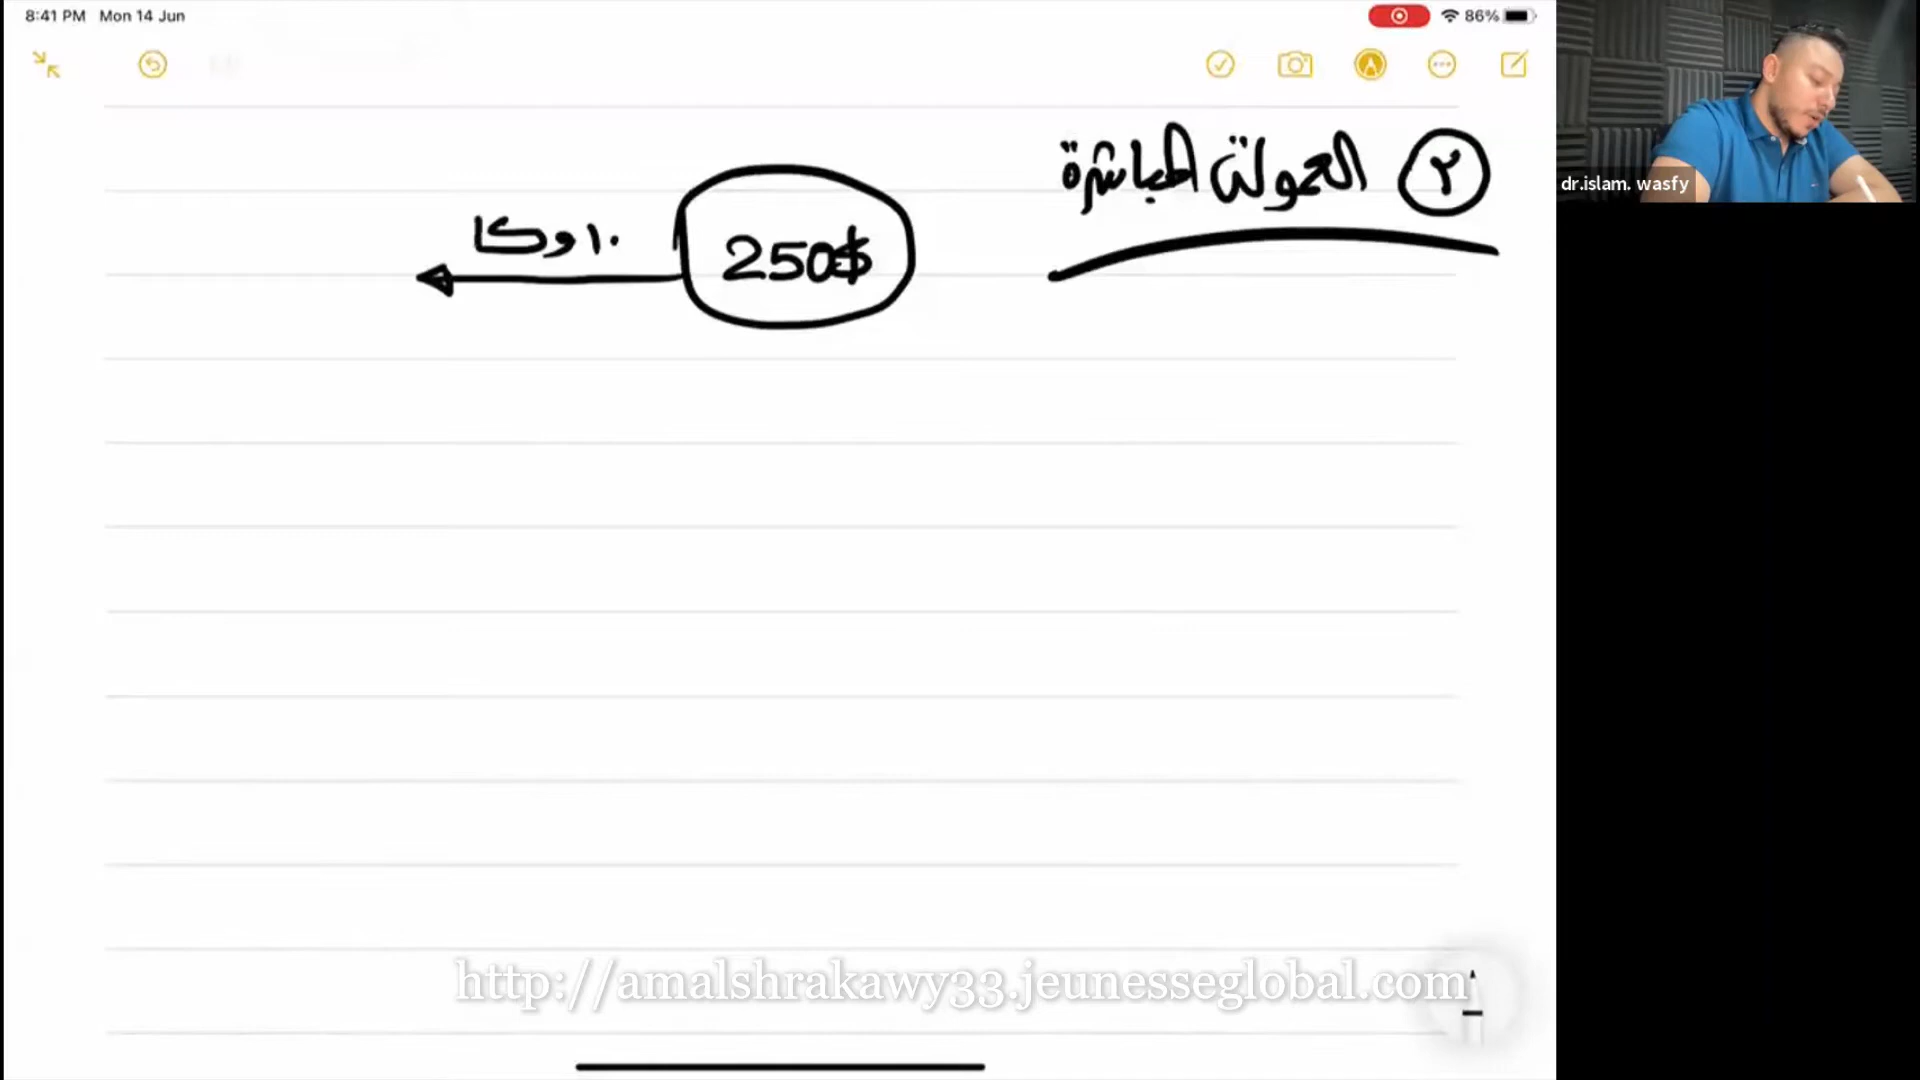 8:41 PM Mon 14 Jun
86%
٢ العمولة المباشرة
250$
١٠ وكا
dr.islam. wasfy
http://amalshrakawy33.jeunesseglobal.com